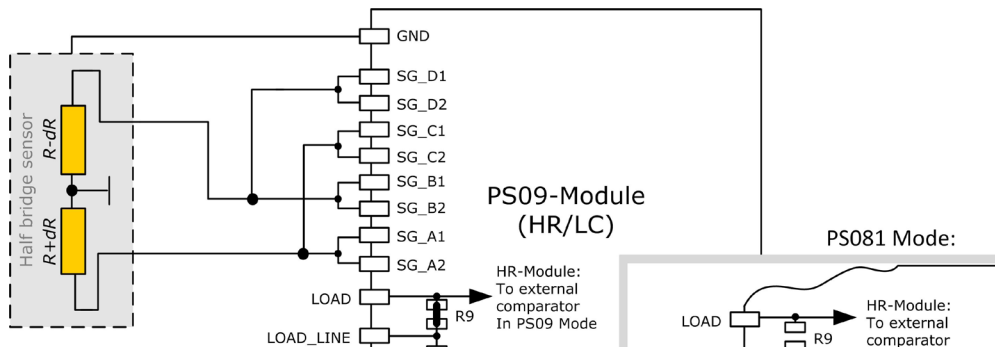 GND
SG_D1
SG_D2
SG_C1
SG_C2
SG_B1
SG_B2
SG_A1
SG_A2
Half bridge sensor
R-dR
R+dR
PS09-Module
(HR/LC)
LOAD
HR-Module:
To external
comparator
In PS09 Mode
R9
LOAD_LINE
PS081 Mode:
LOAD
HR-Module:
To external
comparator
R9